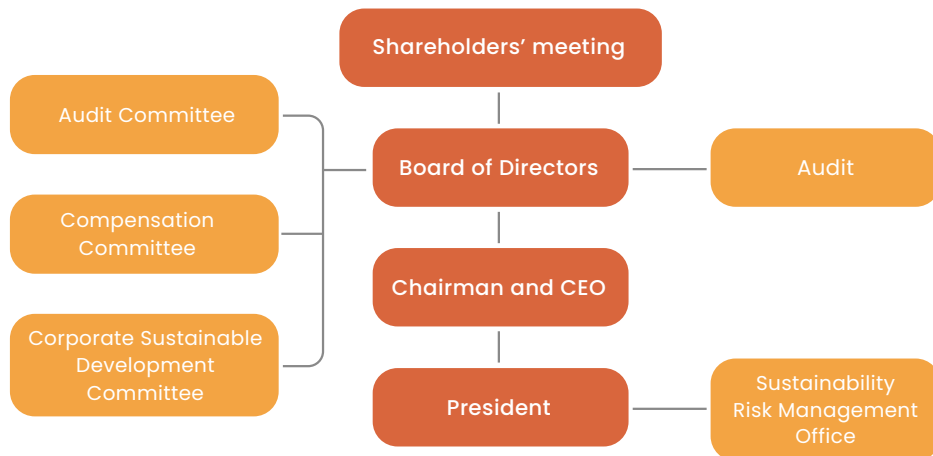 Shareholders’ meeting
Audit Committee
Board of Directors
Audit
Compensation
Committee
Chairman and CEO
Corporate Sustainable
Development
Committee
President
Sustainability
Risk Management
Office